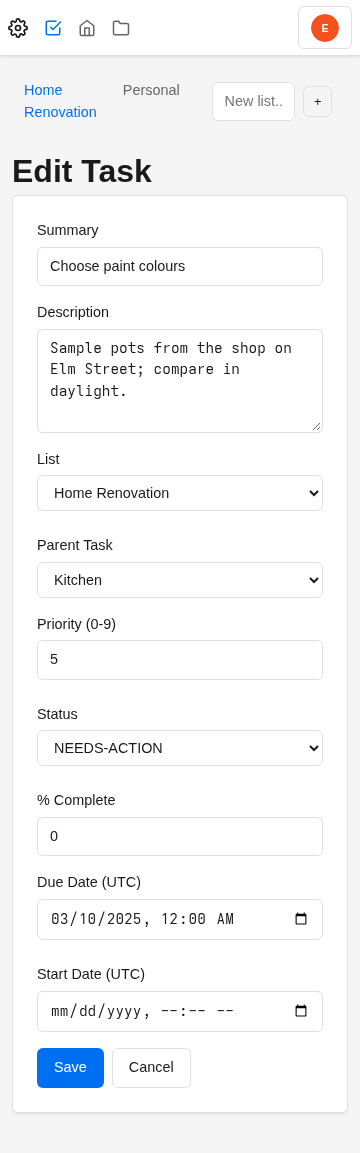 E
Home
Renovation
Personal
New list..
+
Edit Task
Summary
Choose paint colours
Description
Sample pots from the shop on
Elm Street; compare in
daylight.
List
Home Renovation
Parent Task
Kitchen
Priority (0-9)
5
Status
NEEDS-ACTION
% Complete
0
Due Date (UTC)
03/10/2025, 12:00 AM
Start Date (UTC)
mm/dd/yyyy, --:-- --
Save
Cancel